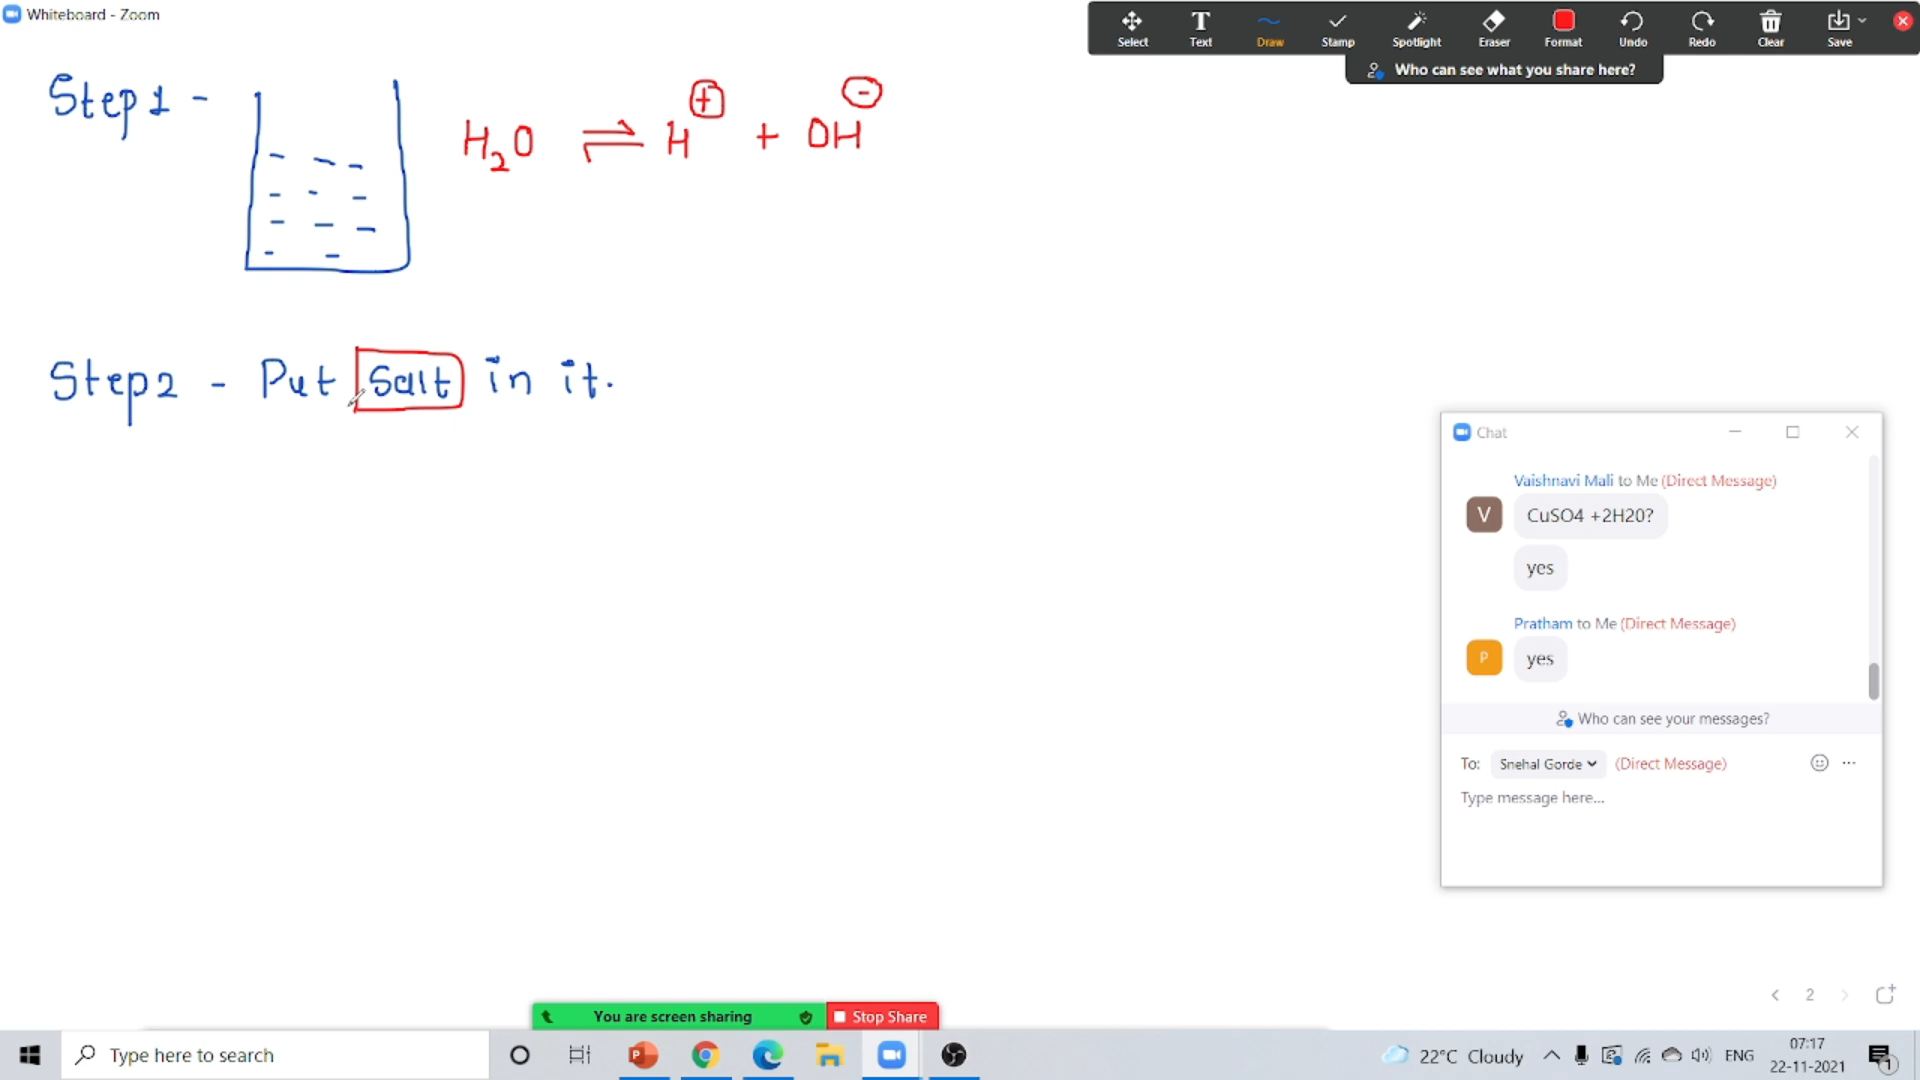 Whiteboard - Zoom
Select Text Draw Stamp Spotlight Eraser Format Undo Redo Clear Save
Who can see what you share here?
Step 1 -
H2O ⇌ H⊕ + OH⊖
Step 2 - Put Salt in it.
Chat
Vaishnavi Mali to Me (Direct Message)
V
CuSO4 +2H20?
yes
Pratham to Me (Direct Message)
P
yes
Who can see your messages?
To: Snehal Gorde (Direct Message)
Type message here...
2
You are screen sharing Stop Share
Type here to search
22°C Cloudy
ENG
07:17
22-11-2021
1